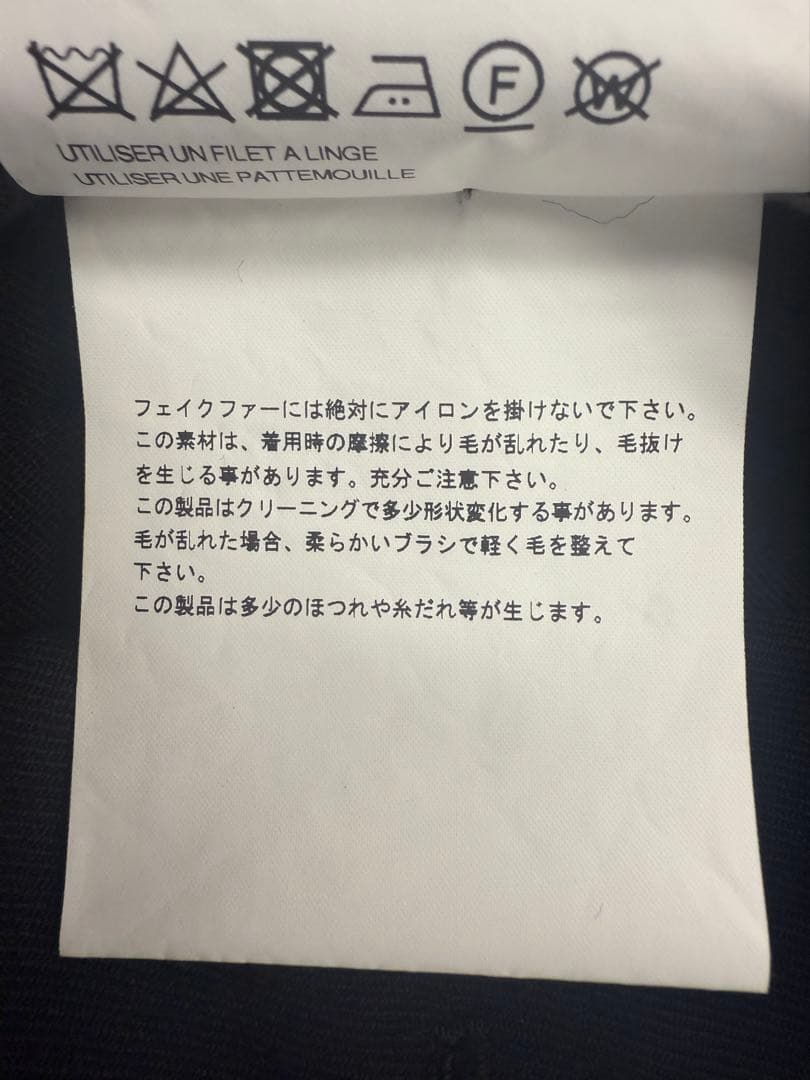 F
W
UTILISER UN FILET A LINGE
UTILISER UNE PATTEMOUILLE
フェイクファーには絶対にアイロンを掛けないで下さい。
この素材は、着用時の摩擦により毛が乱れたり、毛抜け
を生じる事があります。充分ご注意下さい。
この製品はクリーニングで多少形状変化する事があります。
毛が乱れた場合、柔らかいブラシで軽く毛を整えて
下さい。
この製品は多少のほつれや糸だれ等が生じます。